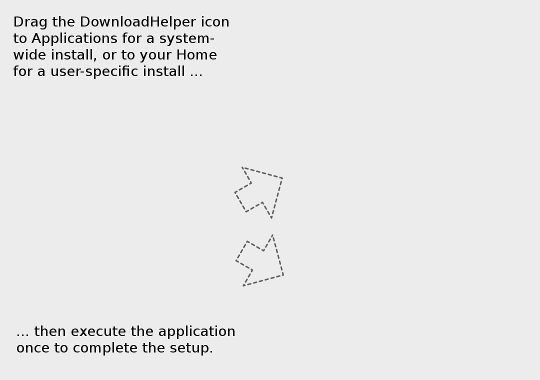 Drag the DownloadHelper icon
to Applications for a system-
wide install, or to your Home
for a user-specific install ...
... then execute the application
once to complete the setup.